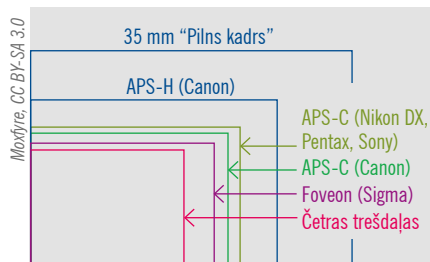 Moxfyre, CC BY-SA 3.0
35 mm “Pilns kadrs”
APS-H (Canon)
APS-C (Nikon DX,
Pentax, Sony)
APS-C (Canon)
Foveon (Sigma)
Četras trešdaļas